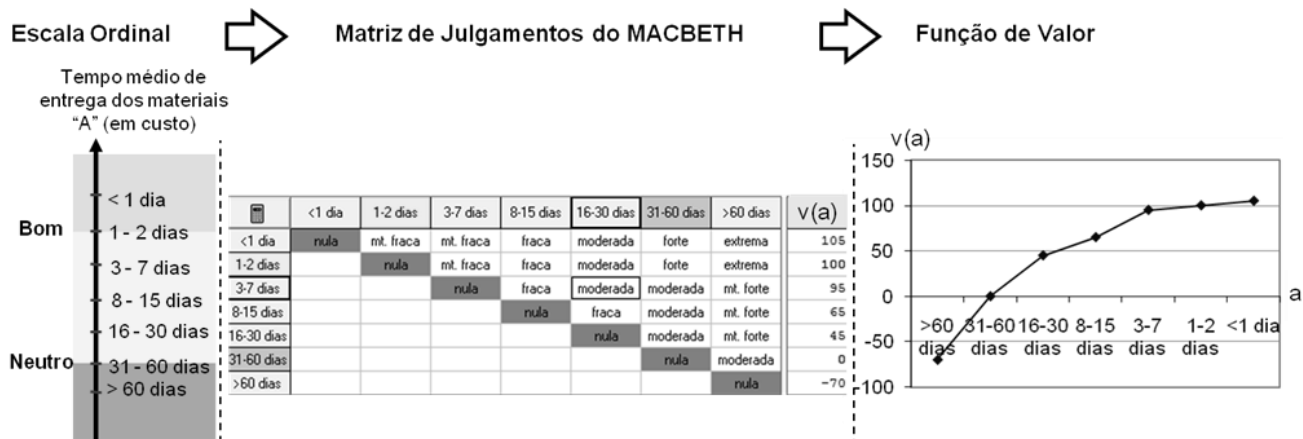 Escala Ordinal
Matriz de Julgamentos do MACBETH
Função de Valor
Tempo médio de
entrega dos materiais
“A” (em custo)
< 1 dia
Bom
1 - 2 dias
3 - 7 dias
8 - 15 dias
16 - 30 dias
Neutro
31 - 60 dias
> 60 dias
<1 dia 1-2 dias 3-7 dias 8-15 dias 16-30 dias 31-60 dias >60 dias v(a)
<1 dia nula mt. fraca mt. fraca fraca moderada forte extrema 105
1-2 dias nula mt. fraca fraca moderada forte extrema 100
3-7 dias nula fraca moderada moderada mt. forte 95
8-15 dias nula fraca moderada mt. forte 65
16-30 dias nula moderada mt. forte 45
31-60 dias nula moderada 0
>60 dias nula -70
v(a)
150
100
50
0
-50
-100
a
>60 31-60 16-30 8-15 3-7 1-2 <1 dia
dias dias dias dias dias dias